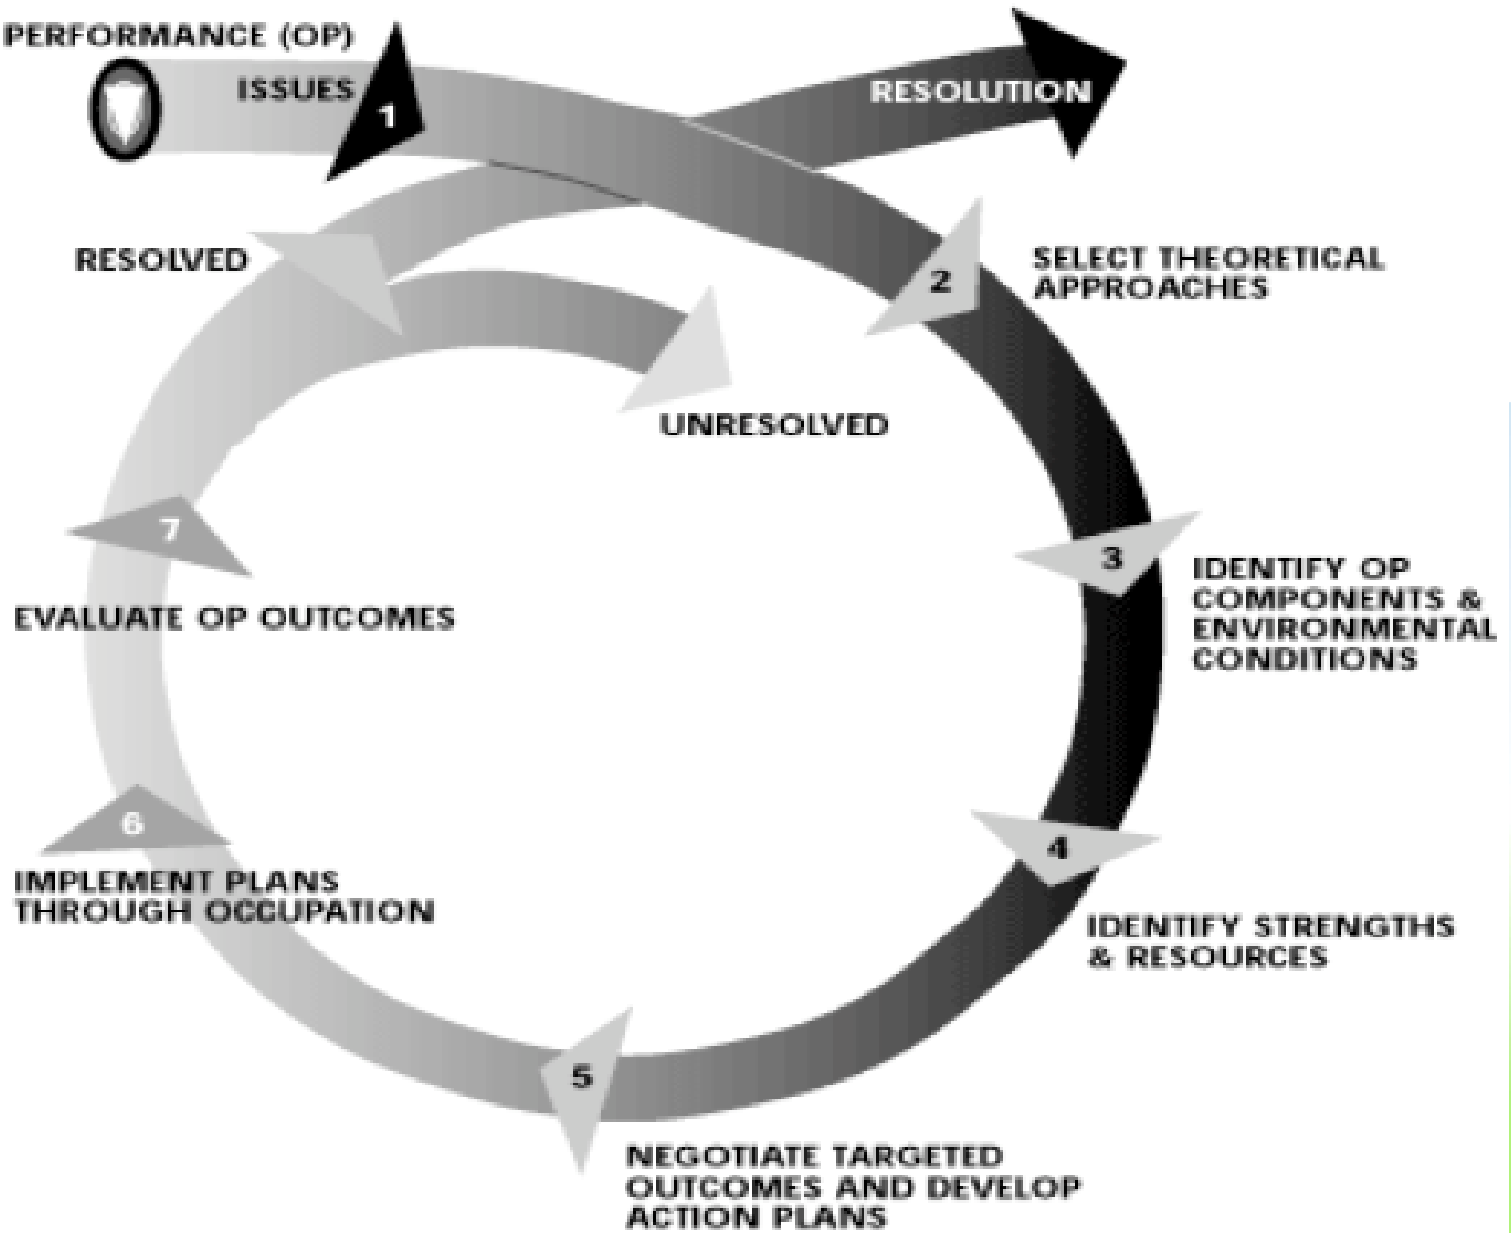 PERFORMANCE (OP)
ISSUES
1
RESOLUTION
RESOLVED
2
SELECT THEORETICAL
APPROACHES
UNRESOLVED
7
3
IDENTIFY OP
COMPONENTS &
ENVIRONMENTAL
CONDITIONS
EVALUATE OP OUTCOMES
6
4
IMPLEMENT PLANS
THROUGH OCCUPATION
IDENTIFY STRENGTHS
& RESOURCES
5
NEGOTIATE TARGETED
OUTCOMES AND DEVELOP
ACTION PLANS